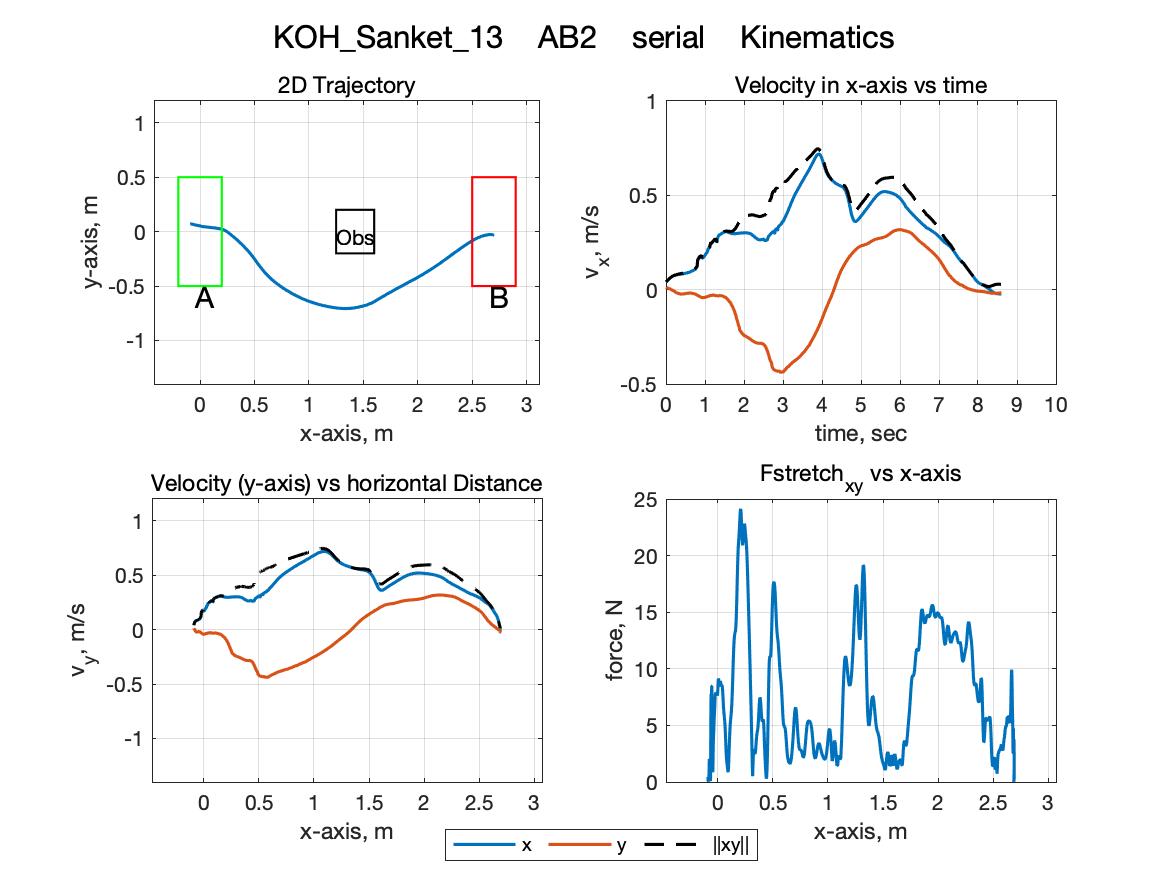 KOH_Sanket_13 AB2 serial Kinematics
2D Trajectory
1
0.5
0
-0.5
-1
y-axis, m
Obs
A
B
0 0.5 1 1.5 2 2.5 3
x-axis, m
Velocity in x-axis vs time
1
0.5
0
-0.5
v_x, m/s
0 1 2 3 4 5 6 7 8 9 10
time, sec
Velocity (y-axis) vs horizontal Distance
1
0.5
0
-0.5
-1
v_y, m/s
0 0.5 1 1.5 2 2.5 3
x-axis, m
Fstretch_xy vs x-axis
25
20
15
10
5
0
force, N
0 0.5 1 1.5 2 2.5 3
x-axis, m
x y ||xy||